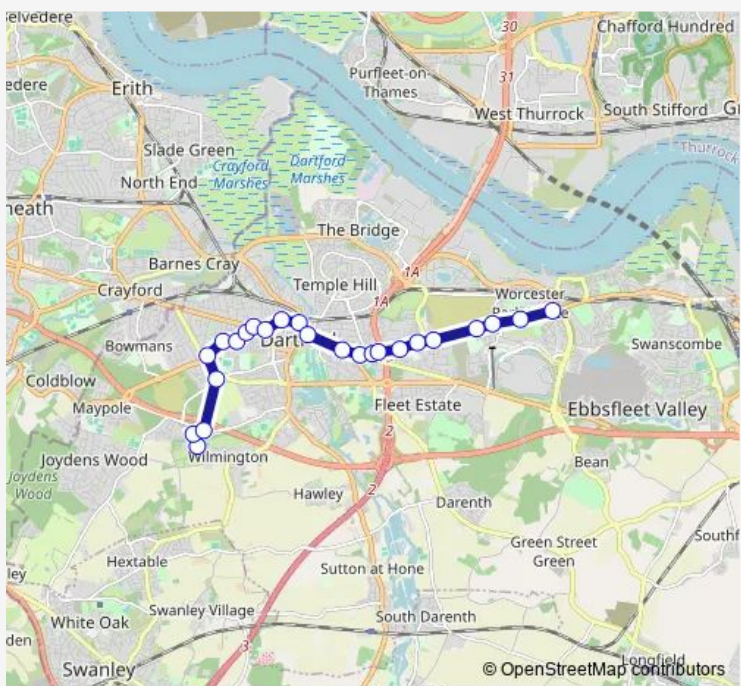 Belvedere
Chafford Hundred
30
Purfleet-on-
Thames
31
Erith
West Thurrock
South Stifford
Slade Green
Crayford
Marshes
Dartford
Marshes
Thurrock
North End
The Bridge
Barnes Cray
1A
Crayford
Temple Hill
1A
Worcester
Bowmans
Swanscombe
Coldblow
Maypole
Fleet Estate
Ebbsfleet Valley
2
Joydens Wood
Wilmington
Bean
Joydens
Wood
Hawley
2
Darenth
Green Street
Green
Hextable
Sutton at Hone
Swanley Village
South Darenth
White Oak
3
Swanley
Longfield
© OpenStreetMap contributors